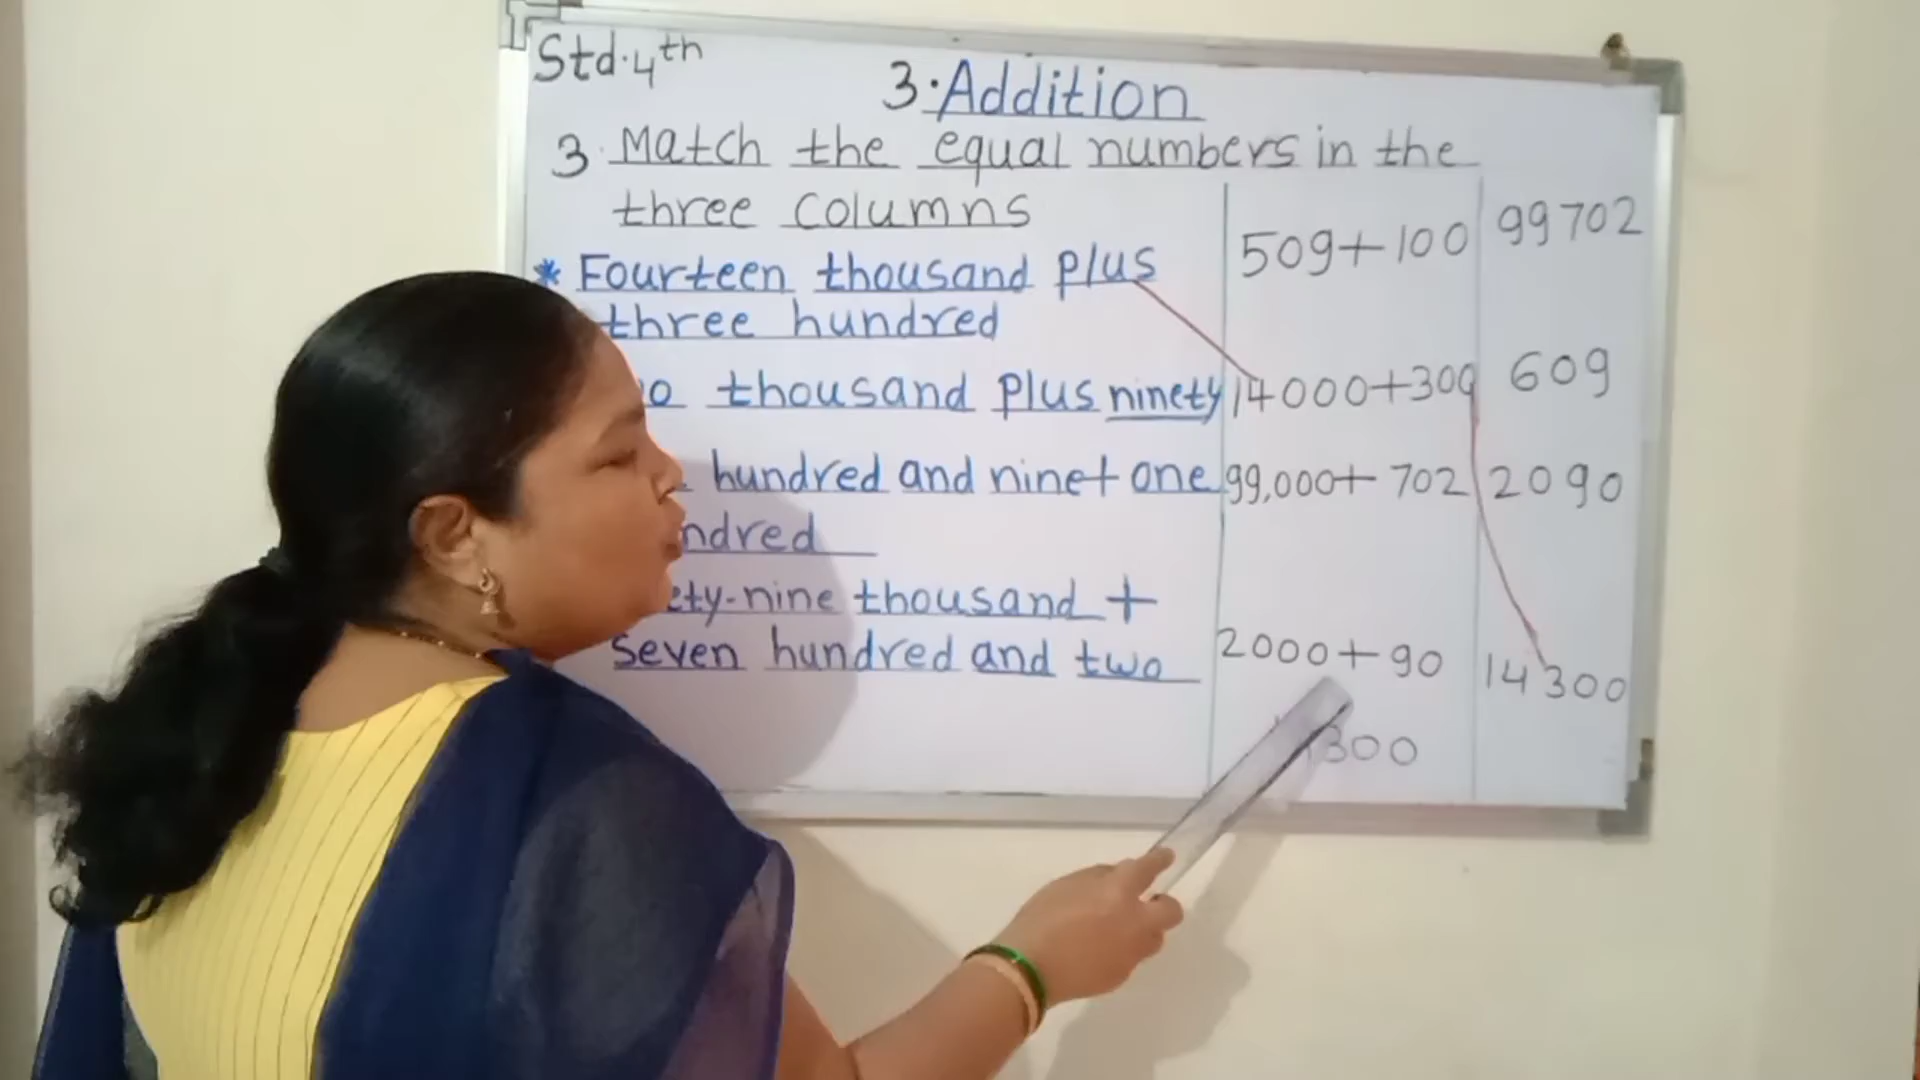 Std.4th
3.Addition
3. Match the equal numbers in the
three columns
* Fourteen thousand plus
three hundred
thousand plus ninety
hundred and nine + one
ety-nine thousand +
seven hundred and two
509+100
14000+300
99,000+ 702
2000+90
300
99702
609
2090
14300